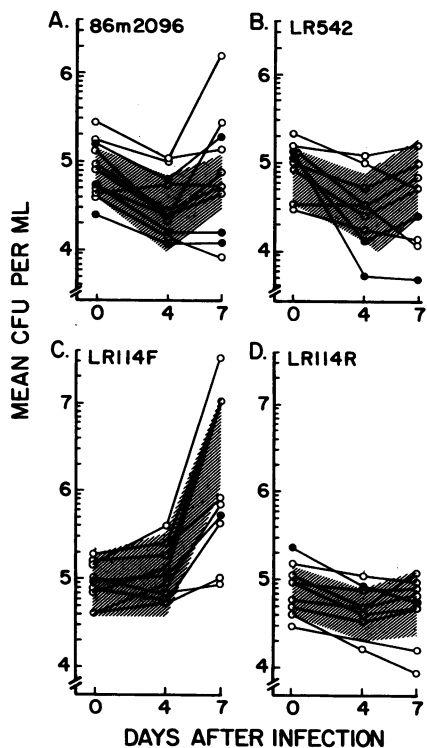 A. 86m2096
B. LR542
6
5
4
0 4 7
6
5
4
0 4 7
MEAN CFU PER ML
C. LR114F
D. LR114R
7
6
5
4
0 4 7
7
6
5
4
0 4 7
DAYS AFTER INFECTION